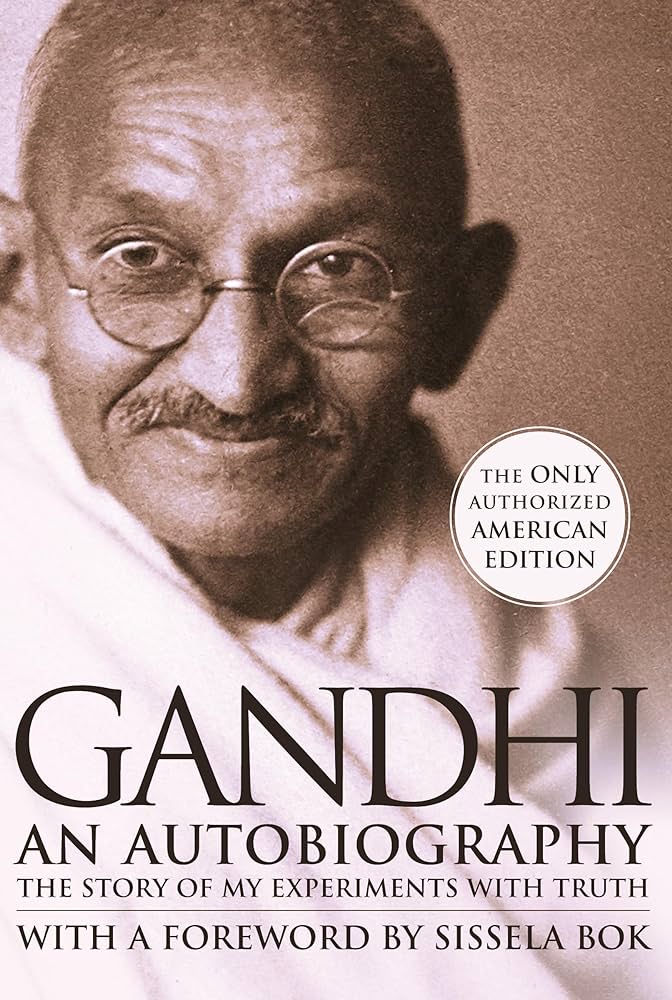 THE ONLY
AUTHORIZED
AMERICAN
EDITION
GANDHI
AN AUTOBIOGRAPHY
THE STORY OF MY EXPERIMENTS WITH TRUTH
WITH A FOREWORD BY SISSELA BOK